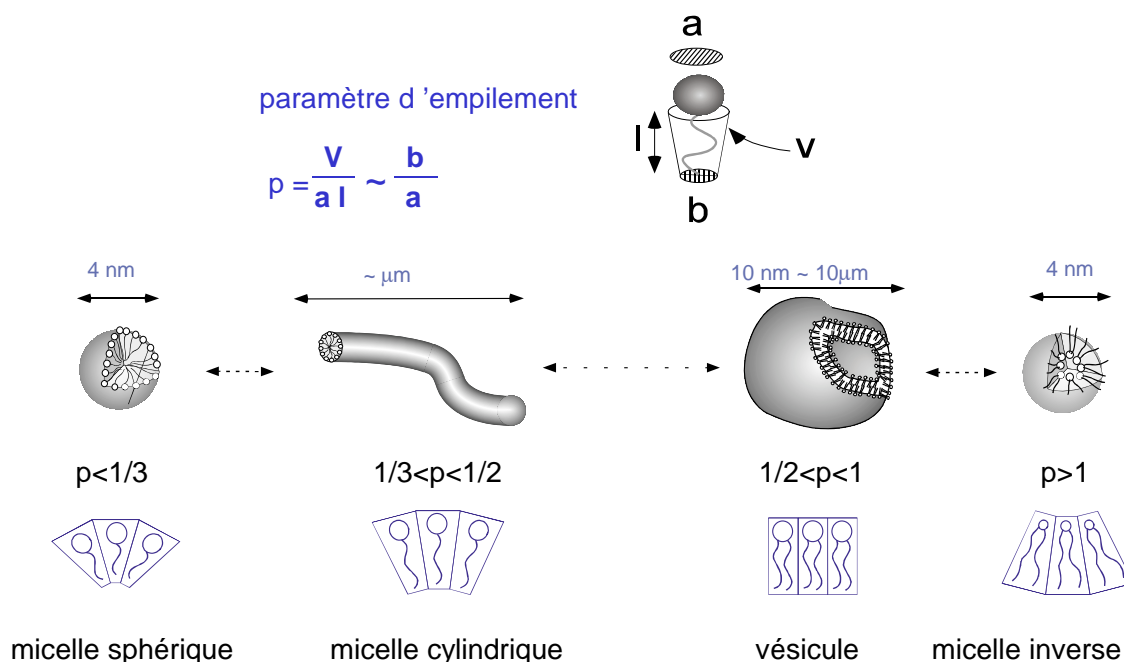 a
paramètre d ’empilement
l
v
p = V / a l ~ b / a
b
4 nm
~ μm
10 nm ~ 10μm
4 nm
p<1/3
1/3<p<1/2
1/2<p<1
p>1
micelle sphérique
micelle cylindrique
vésicule
micelle inverse